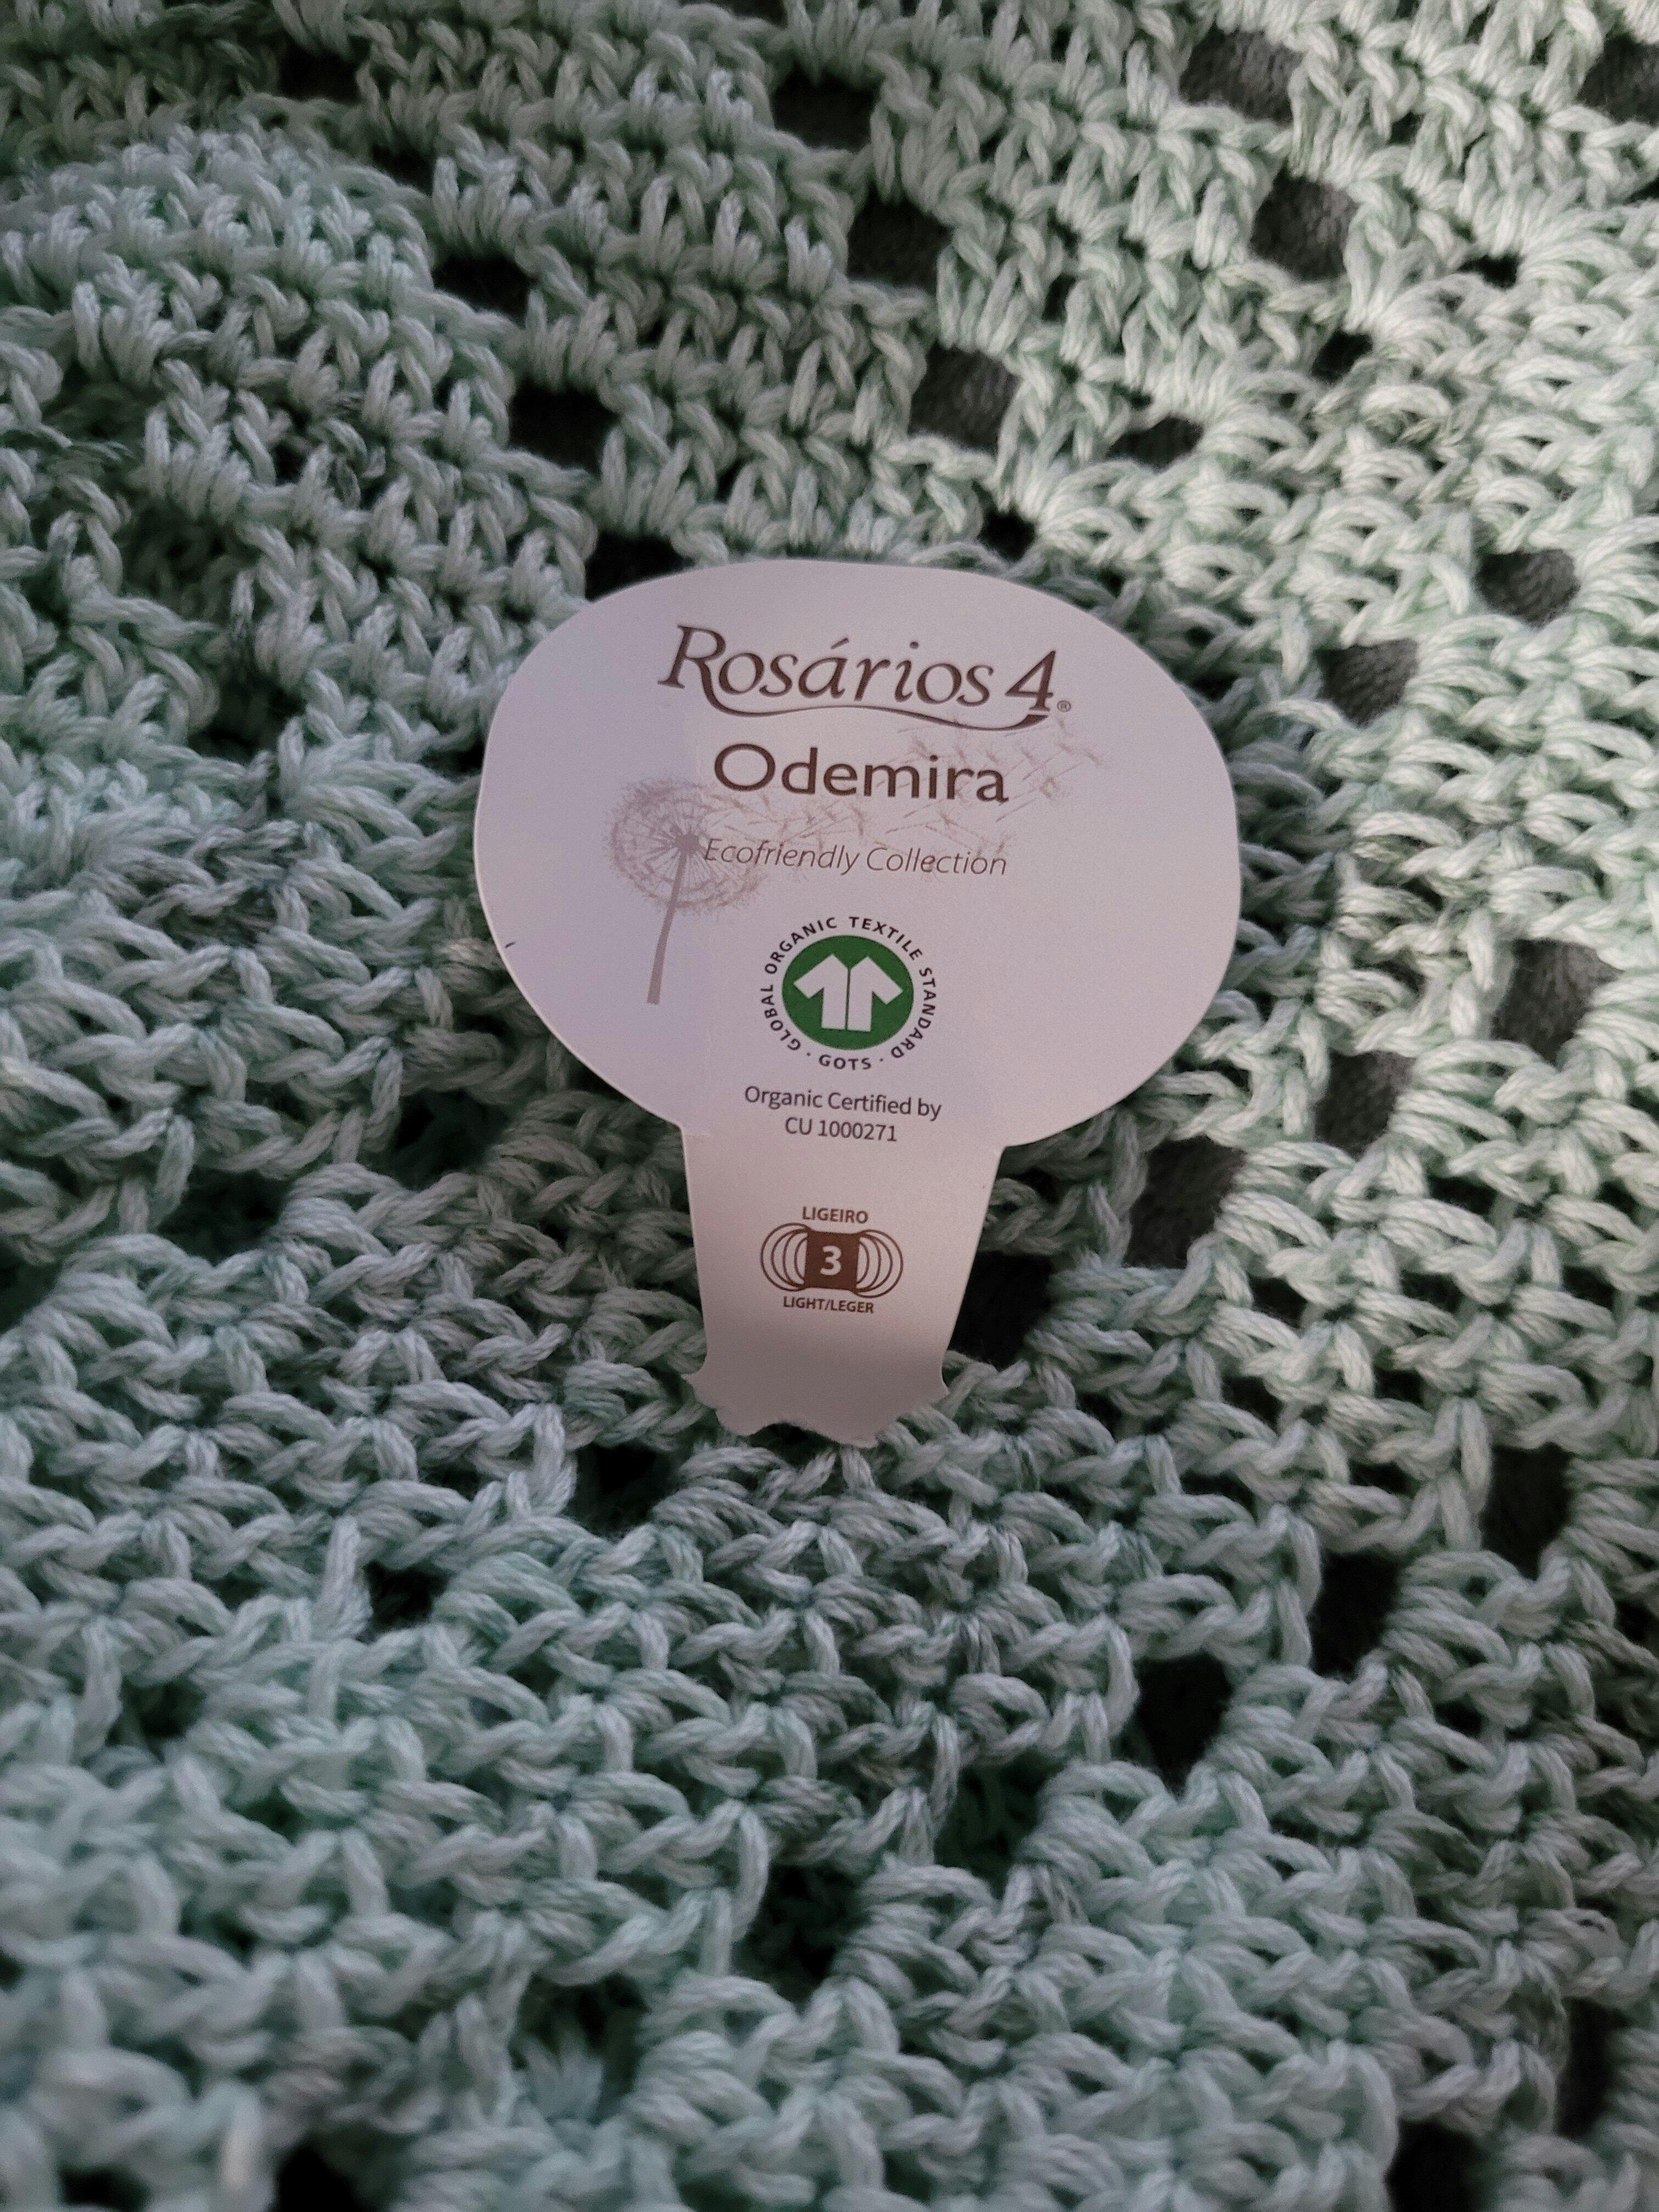 Rosários 4®
Odemira
Ecofriendly Collection
GLOBAL ORGANIC TEXTILE STANDARD · GOTS ·
Organic Certified by
CU 1000271
LIGEIRO
3
LIGHT/LEGER